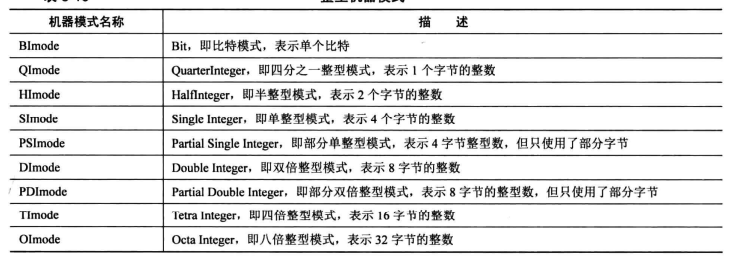 机器模式名称 描 述
BImode Bit，即比特模式，表示单个比特
QImode QuarterInteger，即四分之一整型模式，表示 1 个字节的整数
HImode HalfInteger，即半整型模式，表示 2 个字节的整数
SImode Single Integer，即单整型模式，表示 4 个字节的整数
PSImode Partial Single Integer，即部分单整型模式，表示 4 字节整型数，但只使用了部分字节
DImode Double Integer，即双倍整型模式，表示 8 字节的整数
PDImode Partial Double Integer，即部分双倍整型模式，表示 8 字节的整型数，但只使用了部分字节
TImode Tetra Integer，即四倍整型模式，表示 16 字节的整数
OImode Octa Integer，即八倍整型模式，表示 32 字节的整数